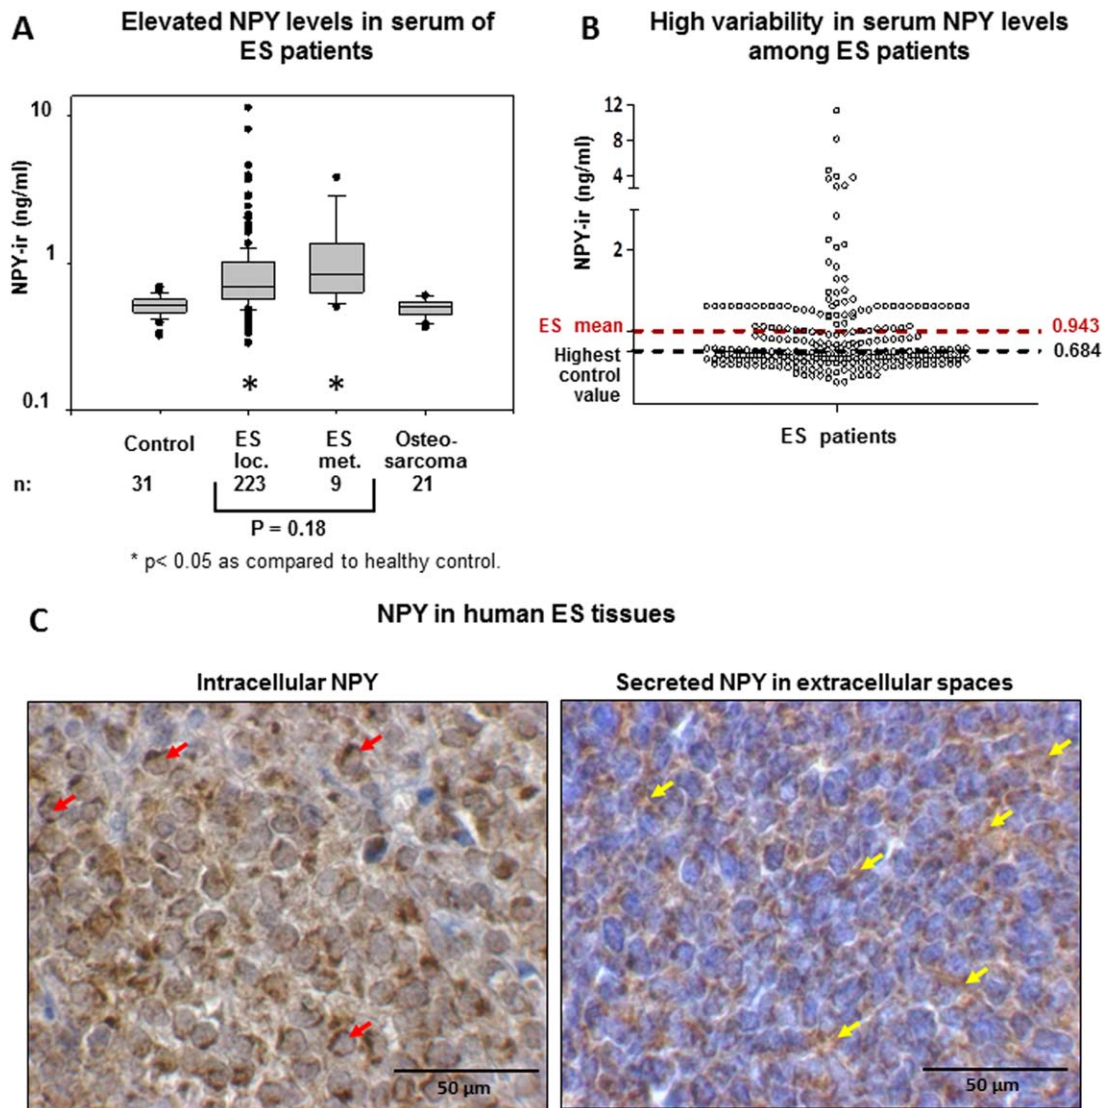 A
Elevated NPY levels in serum of
ES patients
NPY-ir (ng/ml)
10
1
0.1
*
*
Control
ES
loc.
ES
met.
Osteo-
sarcoma
n:
31
223
9
21
P = 0.18
* p< 0.05 as compared to healthy control.
B
High variability in serum NPY levels
among ES patients
NPY-ir (ng/ml)
12
8
4
2
ES mean
0.943
Highest
control
value
0.684
ES patients
C
NPY in human ES tissues
Intracellular NPY
50 µm
Secreted NPY in extracellular spaces
50 µm